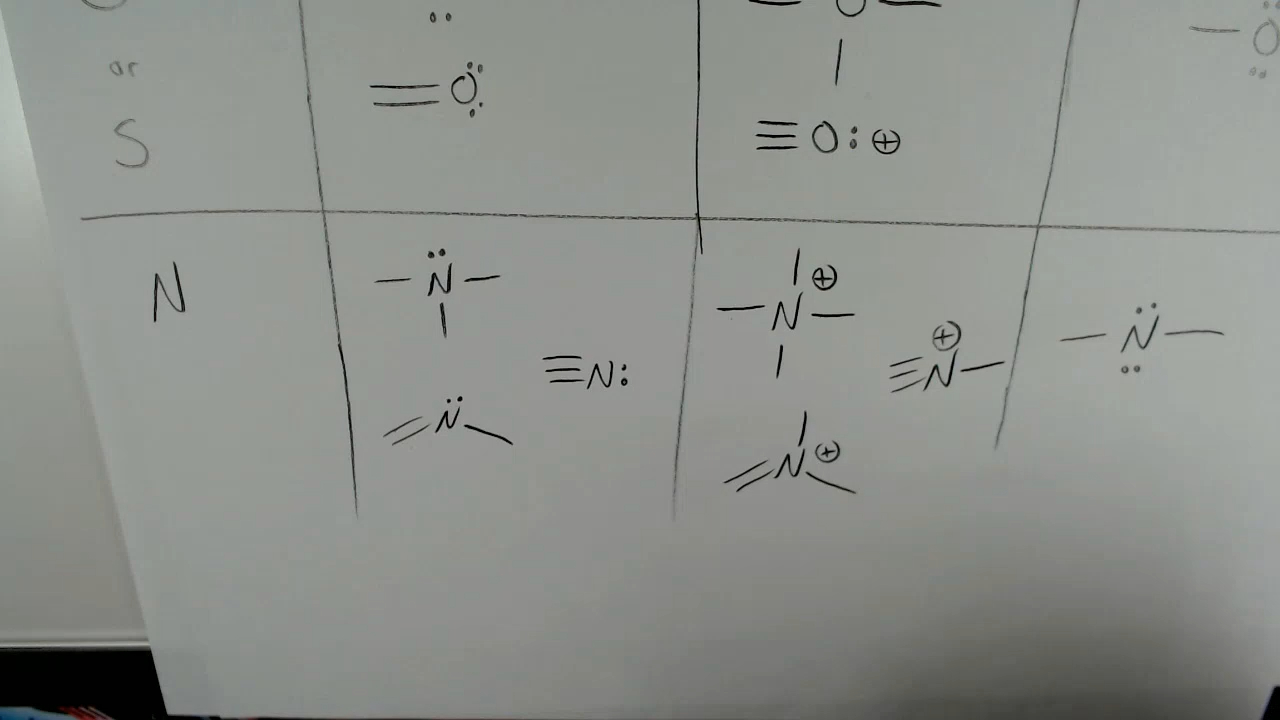 or
S
=Ö:
— O —
≡O: ⊕
— O
N
— N̈ —
≡N:
= N̈ —
— N — ⊕
≡N — ⊕
= N — ⊕
— N̈ —